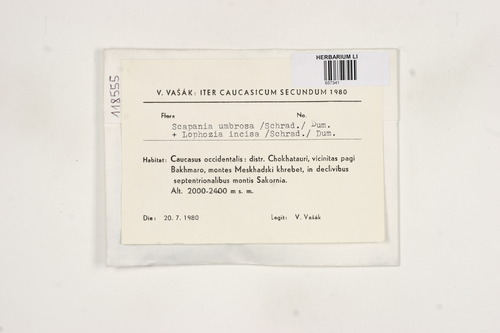 HERBARIUM LI
118555
V. VAŠÁK: ITER CAUCASICUM SECUNDUM 1980
Flora No.
Scapania umbrosa /Schrad./ Dum.
+ Lophozia incisa /Schrad./ Dum.
Habitat: Caucasus occidentalis: distr. Chokhatauri, vicinitas pagi
Bakhmaro, montes Meskhadski khrebet, in declivibus
septentrionalibus montis Sakornia.
Alt. 2000-2400 m s. m.
Die: 20. 7. 1980 Legit: V. Vašák